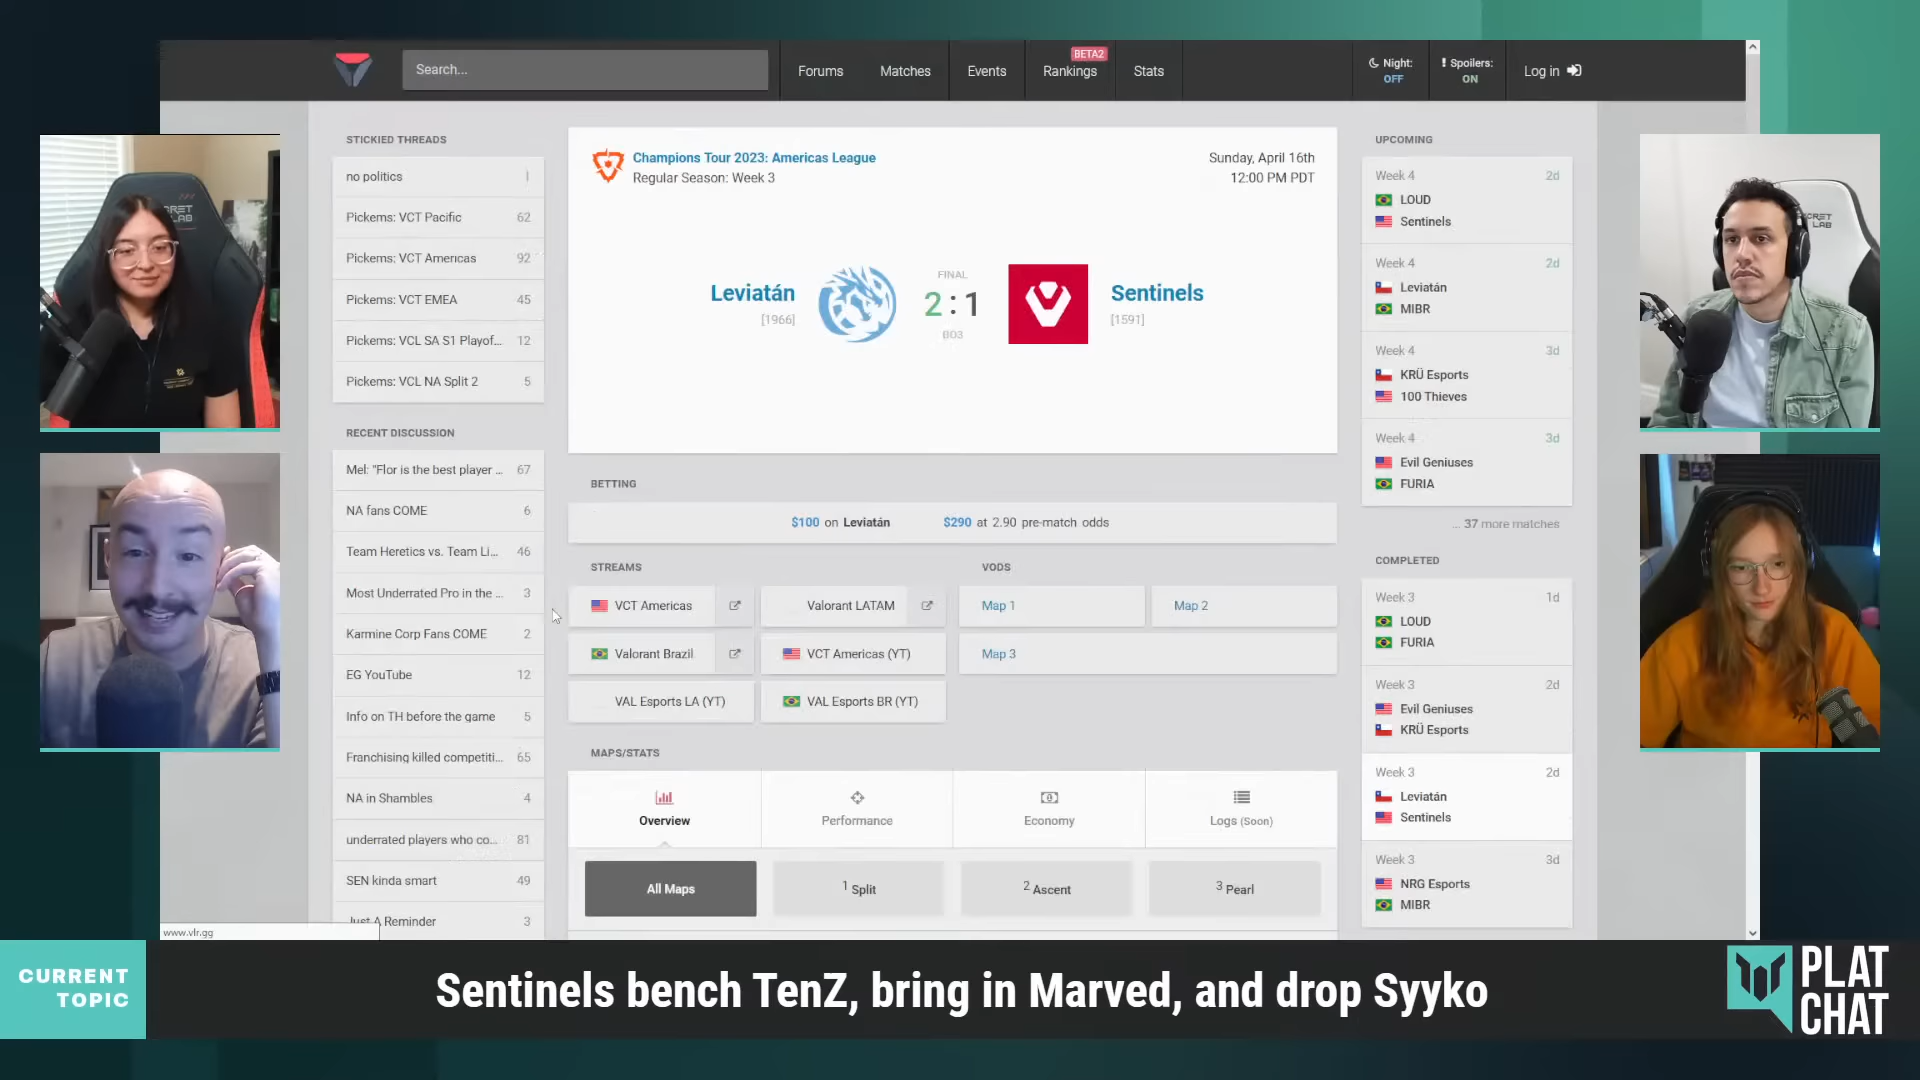 Search...
Forums
Matches
Events
BETA2
Rankings
Stats
Night:
OFF
Spoilers:
ON
Log in
STICKIED THREADS
no politics
Pickems: VCT Pacific 62
Pickems: VCT Americas 92
Pickems: VCT EMEA 45
Pickems: VCL SA S1 Playof... 12
Pickems: VCL NA Split 2 5
RECENT DISCUSSION
Mel: "Flor is the best player ... 67
NA fans COME 6
Team Heretics vs. Team Li... 46
Most Underrated Pro in the ... 3
Karmine Corp Fans COME 2
EG YouTube 12
Info on TH before the game 5
Franchising killed competiti... 65
NA in Shambles 4
underrated players who co... 81
SEN kinda smart 49
Just A Reminder 3
www.vlr.gg
Champions Tour 2023: Americas League
Regular Season: Week 3
Sunday, April 16th
12:00 PM PDT
Leviatán
[1966]
FINAL
2 : 1
BO3
Sentinels
[1591]
BETTING
$100 on Leviatán $290 at 2.90 pre-match odds
STREAMS
VCT Americas
Valorant LATAM
Valorant Brazil
VCT Americas (YT)
VAL Esports LA (YT)
VAL Esports BR (YT)
VODS
Map 1
Map 2
Map 3
MAPS/STATS
Overview
Performance
Economy
Logs (Soon)
All Maps
1 Split
2 Ascent
3 Pearl
UPCOMING
Week 4 2d
LOUD
Sentinels
Week 4 2d
Leviatán
MIBR
Week 4 3d
KRÜ Esports
100 Thieves
Week 4 3d
Evil Geniuses
FURIA
... 37 more matches
COMPLETED
Week 3 1d
LOUD
FURIA
Week 3 2d
Evil Geniuses
KRÜ Esports
Week 3 2d
Leviatán
Sentinels
Week 3 3d
NRG Esports
MIBR
CURRENT
TOPIC
Sentinels bench TenZ, bring in Marved, and drop Syyko
PLAT
CHAT